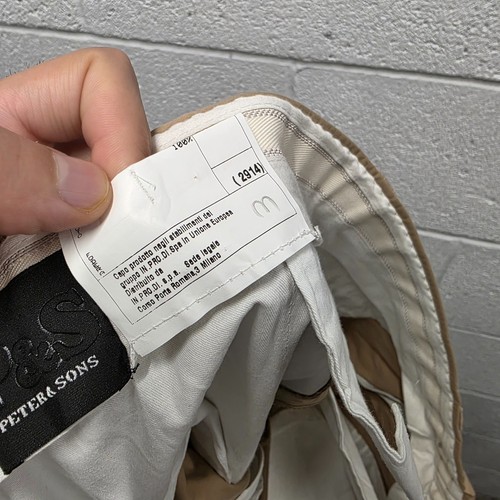 100%
(2914)
Capo prodotto negli stabilimenti del
gruppo IN.PRO.DI.Spa in Unione Europea
Distribuito da
IN.PRO.DI. s.p.a. Sede legale
Corso Porta Romana,3 Milano
&S
PETER&SONS